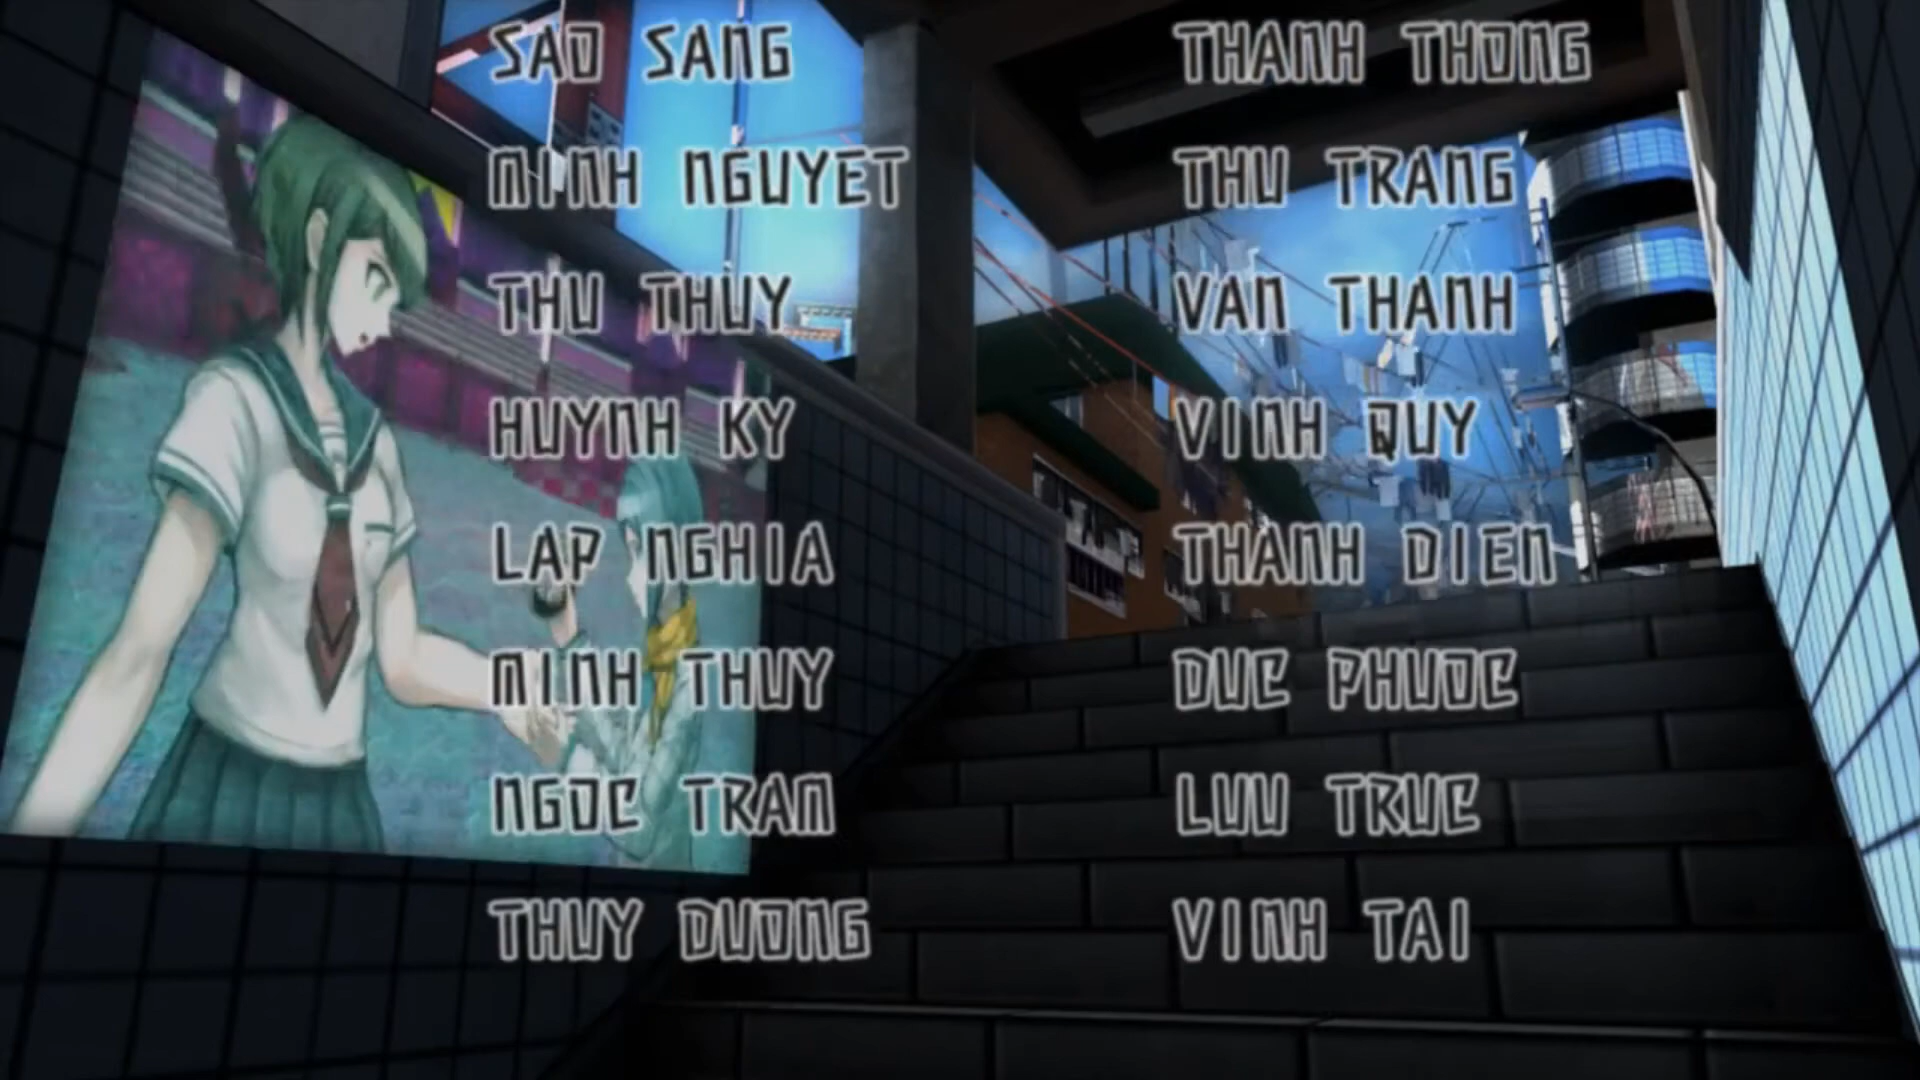 SAO SANG
THANH THONG
MINH NGUYET
THU TRANG
THU THUY
VAN THANH
HUYNH KY
VINH QUY
LAP NGHIA
THANH DIEN
MINH THUY
DUC PHUOC
NGOC TRAN
LUU TRUC
THUY DUONG
VINH TAI